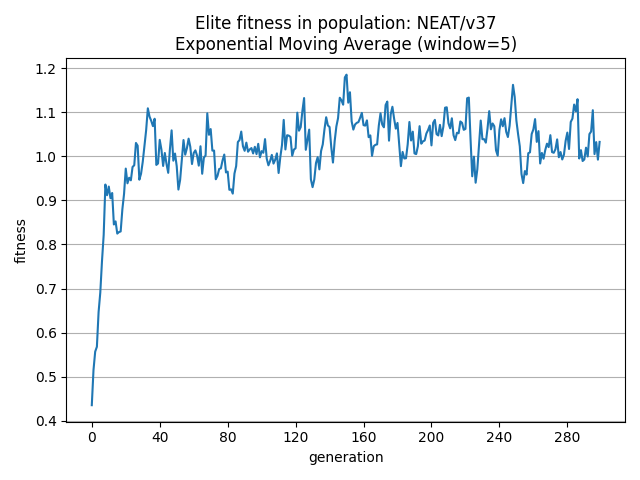 Elite fitness in population: NEAT/v37
Exponential Moving Average (window=5)
1.2
1.1
1.0
0.9
0.8
0.7
0.6
0.5
0.4
fitness
0 40 80 120 160 200 240 280
generation